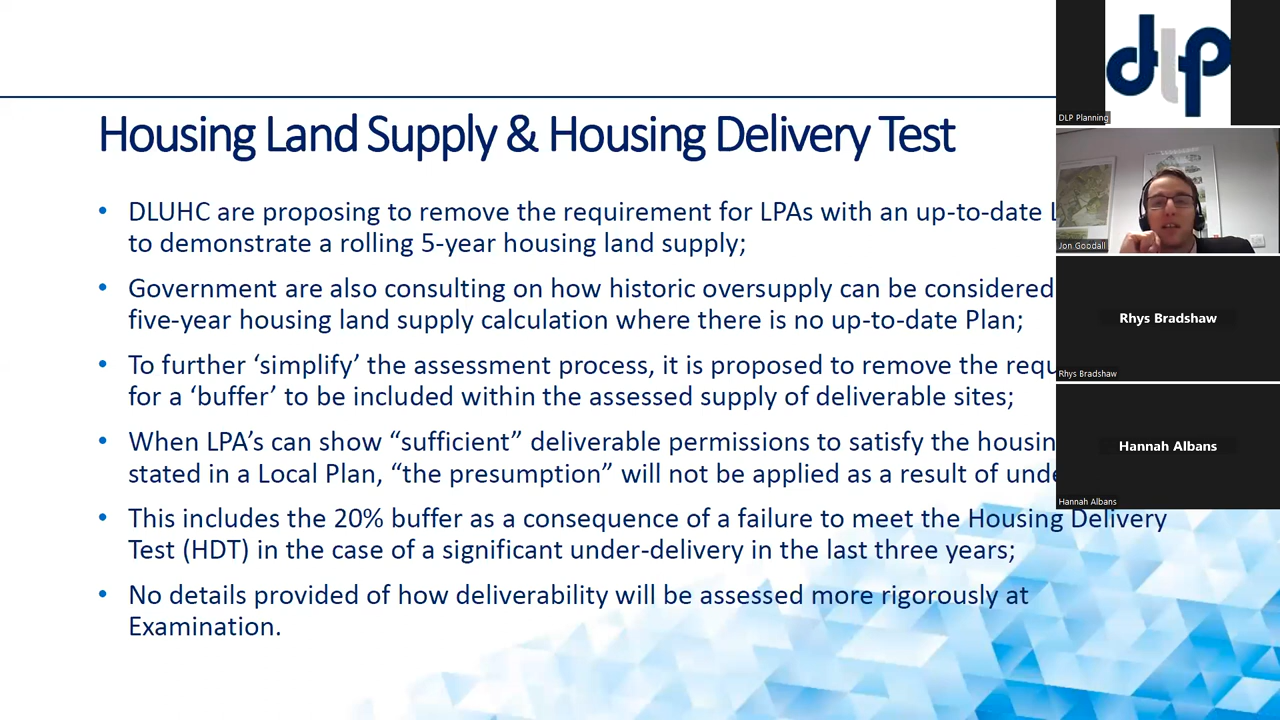 Housing Land Supply & Housing Delivery Test
• DLUHC are proposing to remove the requirement for LPAs with an up-to-date
to demonstrate a rolling 5-year housing land supply;
• Government are also consulting on how historic oversupply can be considered
five-year housing land supply calculation where there is no up-to-date Plan;
• To further ‘simplify’ the assessment process, it is proposed to remove the
for a ‘buffer’ to be included within the assessed supply of deliverable sites;
• When LPA’s can show “sufficient” deliverable permissions to satisfy the
stated in a Local Plan, “the presumption” will not be applied as a result of
• This includes the 20% buffer as a consequence of a failure to meet the Housing Delivery
Test (HDT) in the case of a significant under-delivery in the last three years;
• No details provided of how deliverability will be assessed more rigorously at
Examination.
dlp
DLP Planning
Jon Goodall
Rhys Bradshaw
Rhys Bradshaw
Hannah Albans
Hannah Albans